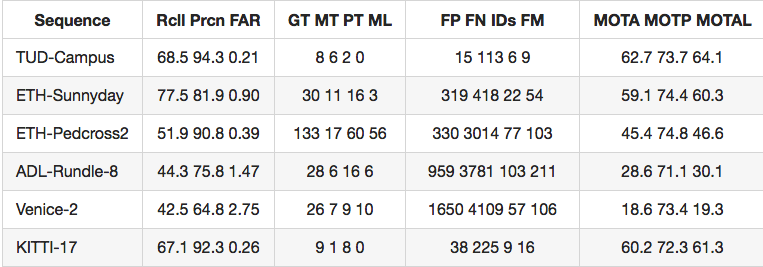 Sequence Rcll Prcn FAR GT MT PT ML FP FN IDs FM MOTA MOTP MOTAL
TUD-Campus 68.5 94.3 0.21 8 6 2 0 15 113 6 9 62.7 73.7 64.1
ETH-Sunnyday 77.5 81.9 0.90 30 11 16 3 319 418 22 54 59.1 74.4 60.3
ETH-Pedcross2 51.9 90.8 0.39 133 17 60 56 330 3014 77 103 45.4 74.8 46.6
ADL-Rundle-8 44.3 75.8 1.47 28 6 16 6 959 3781 103 211 28.6 71.1 30.1
Venice-2 42.5 64.8 2.75 26 7 9 10 1650 4109 57 106 18.6 73.4 19.3
KITTI-17 67.1 92.3 0.26 9 1 8 0 38 225 9 16 60.2 72.3 61.3